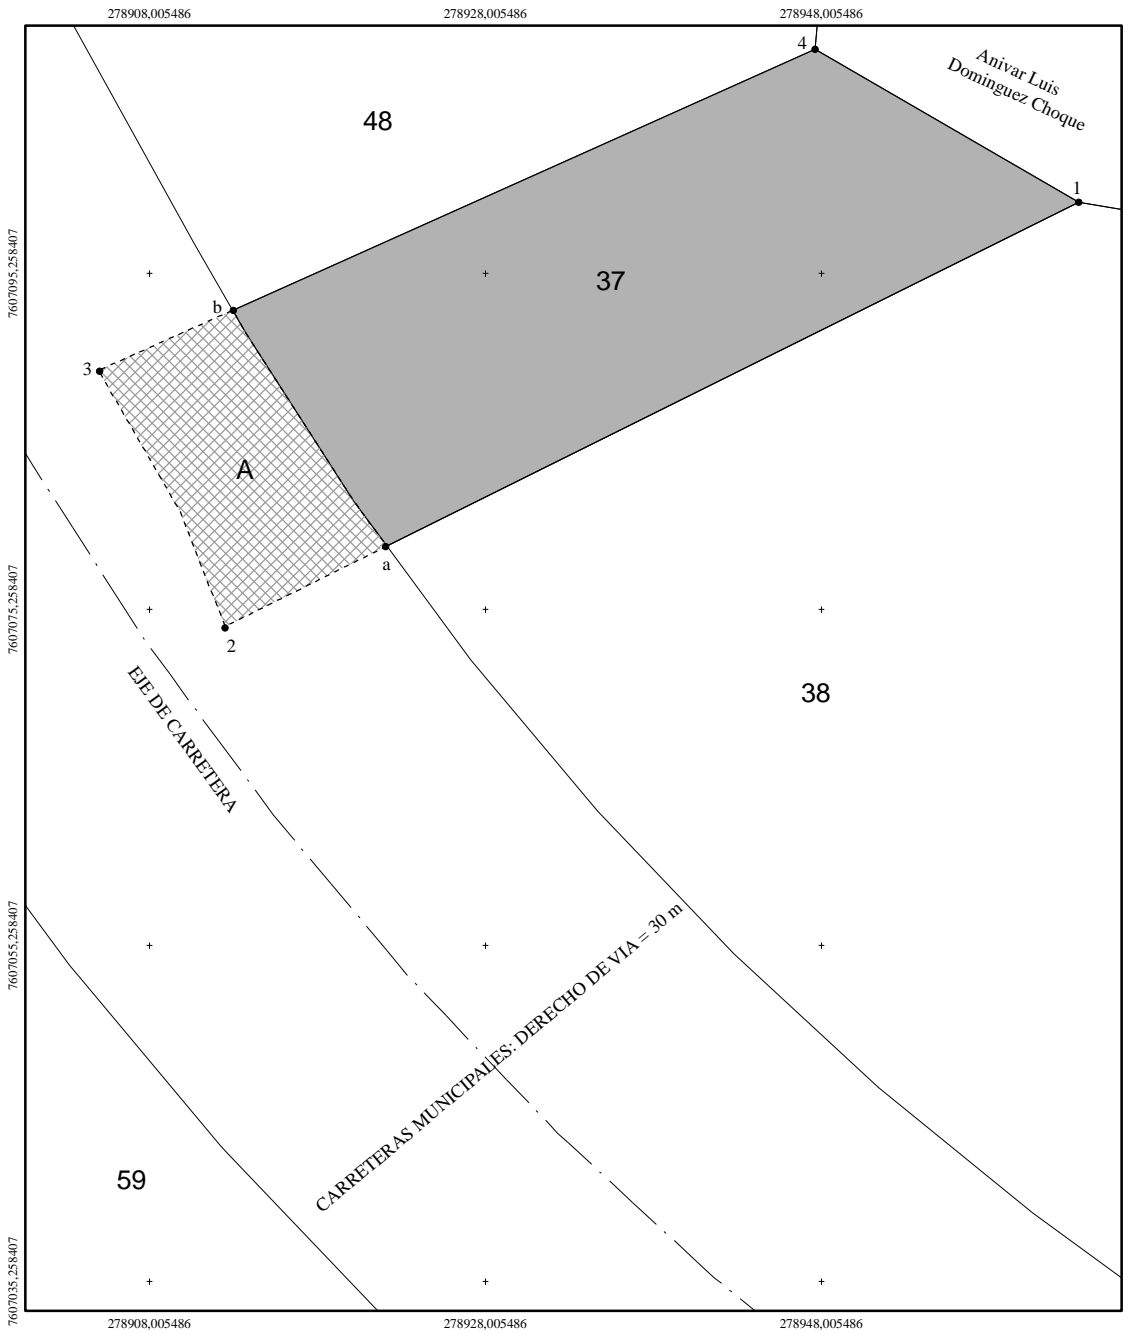 278908,005486
278928,005486
278948,005486
4
Anivar Luis
Dominguez Choque
48
1
7607095,258407
37
b
3
A
a
7607075,258407
2
EJE DE CARRETERA
38
7607055,258407
CARRETERAS MUNICIPALES: DERECHO DE VIA = 30 m
59
7607035,258407
278908,005486
278928,005486
278948,005486